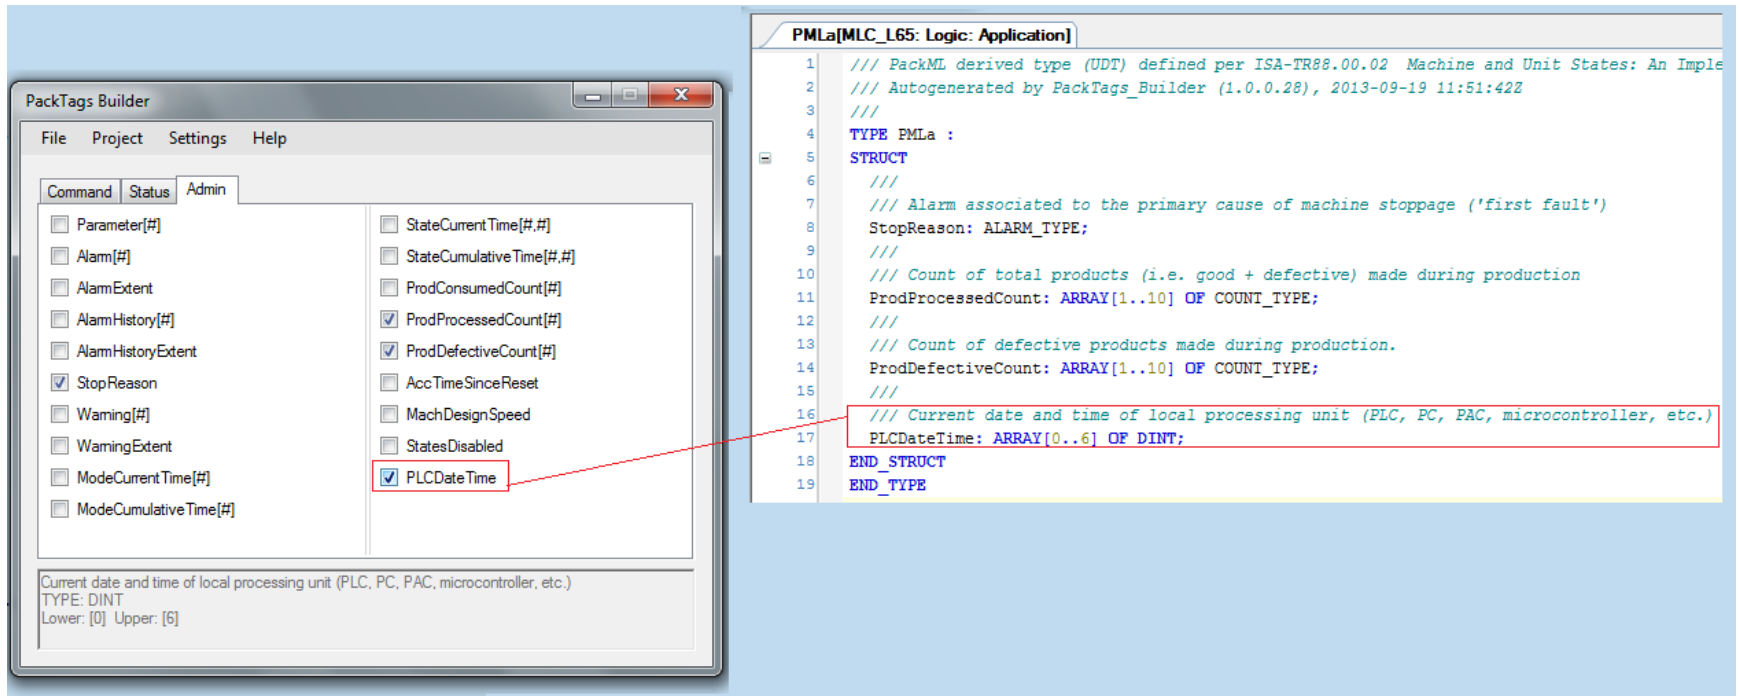 PackTags Builder
File Project Settings Help
Command Status Admin
Parameter[#]
Alarm[#]
AlarmExtent
AlarmHistory[#]
AlarmHistoryExtent
StopReason
Warning[#]
WarningExtent
ModeCurrentTime[#]
ModeCumulativeTime[#]
StateCurrentTime[#,#]
StateCumulativeTime[#,#]
ProdConsumedCount[#]
ProdProcessedCount[#]
ProdDefectiveCount[#]
AccTimeSinceReset
MachDesignSpeed
StatesDisabled
PLCDateTime
Current date and time of local processing unit (PLC, PC, PAC, microcontroller, etc.)
TYPE: DINT
Lower: [0] Upper: [6]
PMLa[MLC_L65: Logic: Application]
1 /// PackML derived type (UDT) defined per ISA-TR88.00.02 Machine and Unit States: An Imple
2 /// Autogenerated by PackTags_Builder (1.0.0.28), 2013-09-19 11:51:42Z
3 ///
4 TYPE PMLa :
5 STRUCT
6 ///
7 /// Alarm associated to the primary cause of machine stoppage ('first fault')
8 StopReason: ALARM_TYPE;
9 ///
10 /// Count of total products (i.e. good + defective) made during production
11 ProdProcessedCount: ARRAY[1..10] OF COUNT_TYPE;
12 ///
13 /// Count of defective products made during production.
14 ProdDefectiveCount: ARRAY[1..10] OF COUNT_TYPE;
15 ///
16 /// Current date and time of local processing unit (PLC, PC, PAC, microcontroller, etc.)
17 PLCDateTime: ARRAY[0..6] OF DINT;
18 END_STRUCT
19 END_TYPE